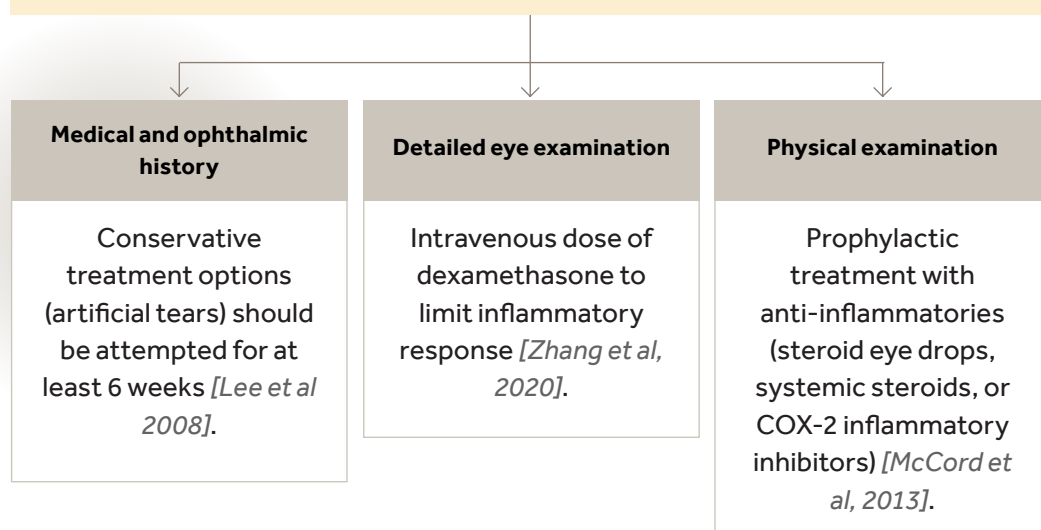 Medical and ophthalmic
history
Conservative
treatment options
(artificial tears) should
be attempted for at
least 6 weeks [Lee et al
2008].
Detailed eye examination
Intravenous dose of
dexamethasone to
limit inflammatory
response [Zhang et al,
2020].
Physical examination
Prophylactic
treatment with
anti-inflammatories
(steroid eye drops,
systemic steroids, or
COX-2 inflammatory
inhibitors) [McCord et
al, 2013].